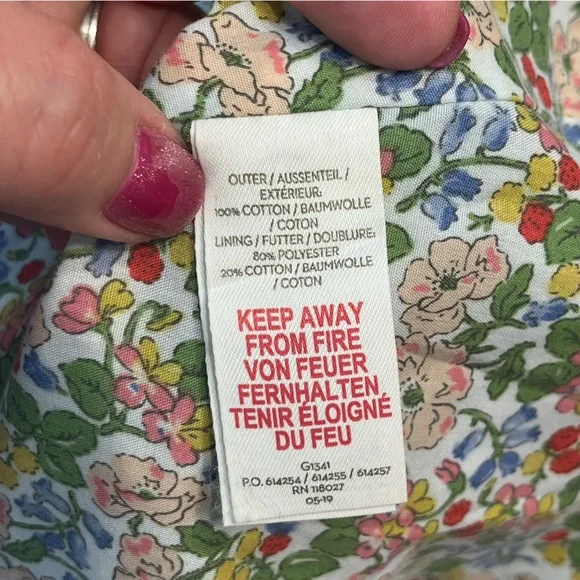 OUTER / AUSSENTEIL /
EXTÉRIEUR:
100% COTTON / BAUMWOLLE
/ COTON
LINING / FUTTER / DOUBLURE:
80% POLYESTER
20% COTTON / BAUMWOLLE
/ COTON
KEEP AWAY
FROM FIRE
VON FEUER
FERNHALTEN
TENIR ÉLOIGNÉ
DU FEU
G1341
P.O. 614254 / 614255 / 614257
RN 118027
05-19